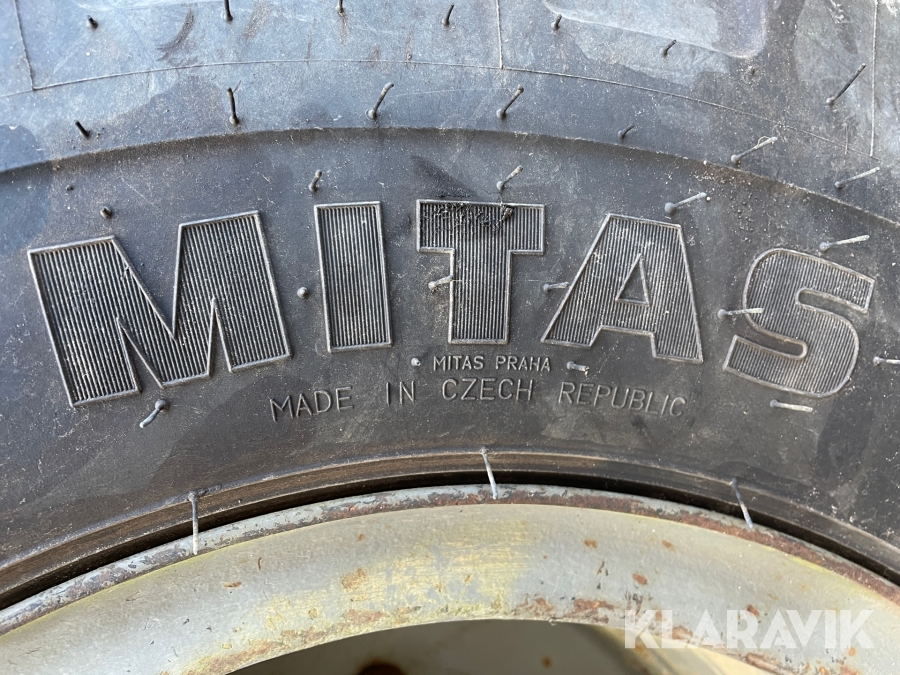 MITAS
MITAS PRAHA
MADE IN CZECH REPUBLIC
KLARAVIK